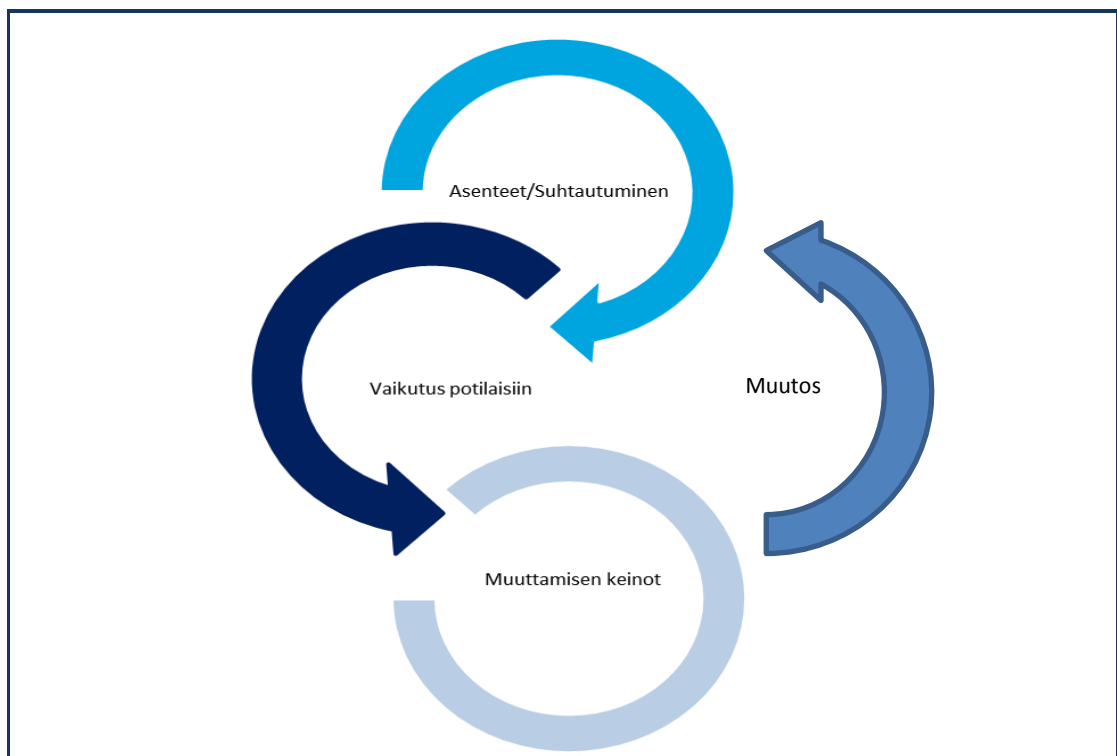 Asenteet/Suhtautuminen
Vaikutus potilaisiin
Muutos
Muuttamisen keinot